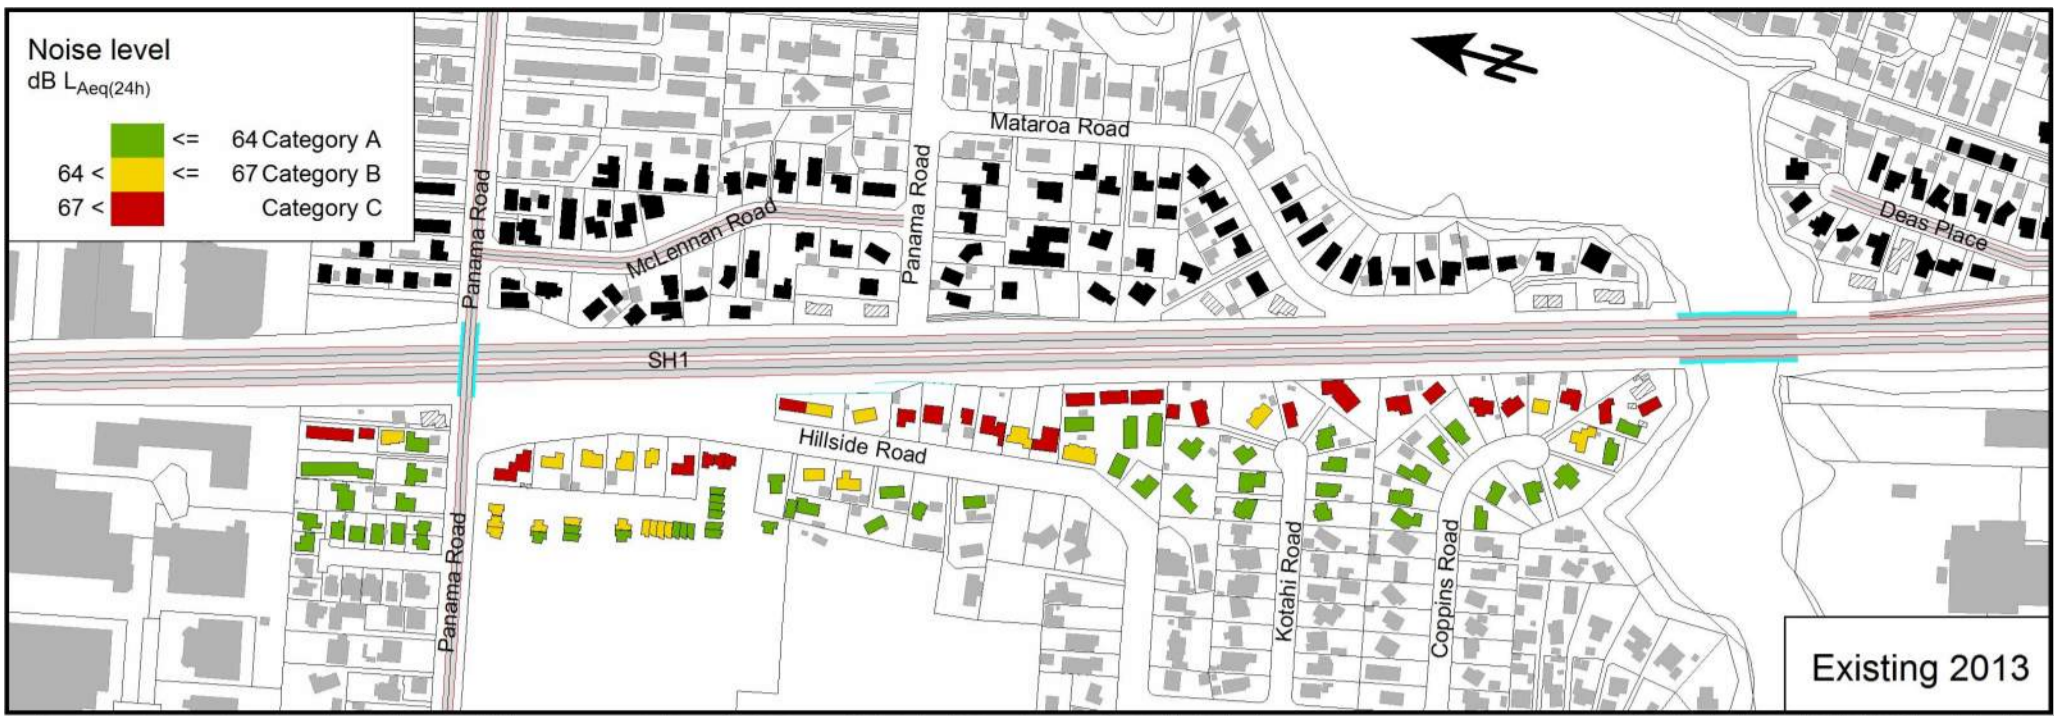 Noise level
dB LAeq(24h)
<= 64 Category A
64 < <= 67 Category B
67 < Category C
Panama Road
McLennan Road
Panama Road
Mataroa Road
N
Deas Place
SH1
Hillside Road
Panama Road
Kotahi Road
Coppins Road
Existing 2013